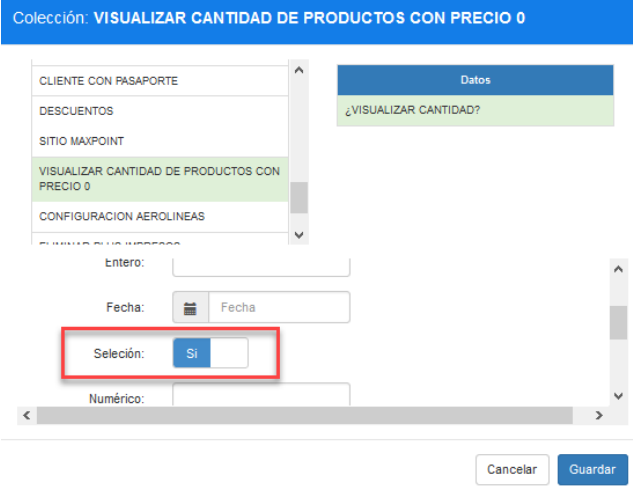 Colección: VISUALIZAR CANTIDAD DE PRODUCTOS CON PRECIO 0
CLIENTE CON PASAPORTE
DESCUENTOS
SITIO MAXPOINT
VISUALIZAR CANTIDAD DE PRODUCTOS CON
PRECIO 0
CONFIGURACION AEROLINEAS
Datos
¿VISUALIZAR CANTIDAD?
Entero:
Fecha:
Fecha
Seleción:
Si
Numérico:
Cancelar
Guardar